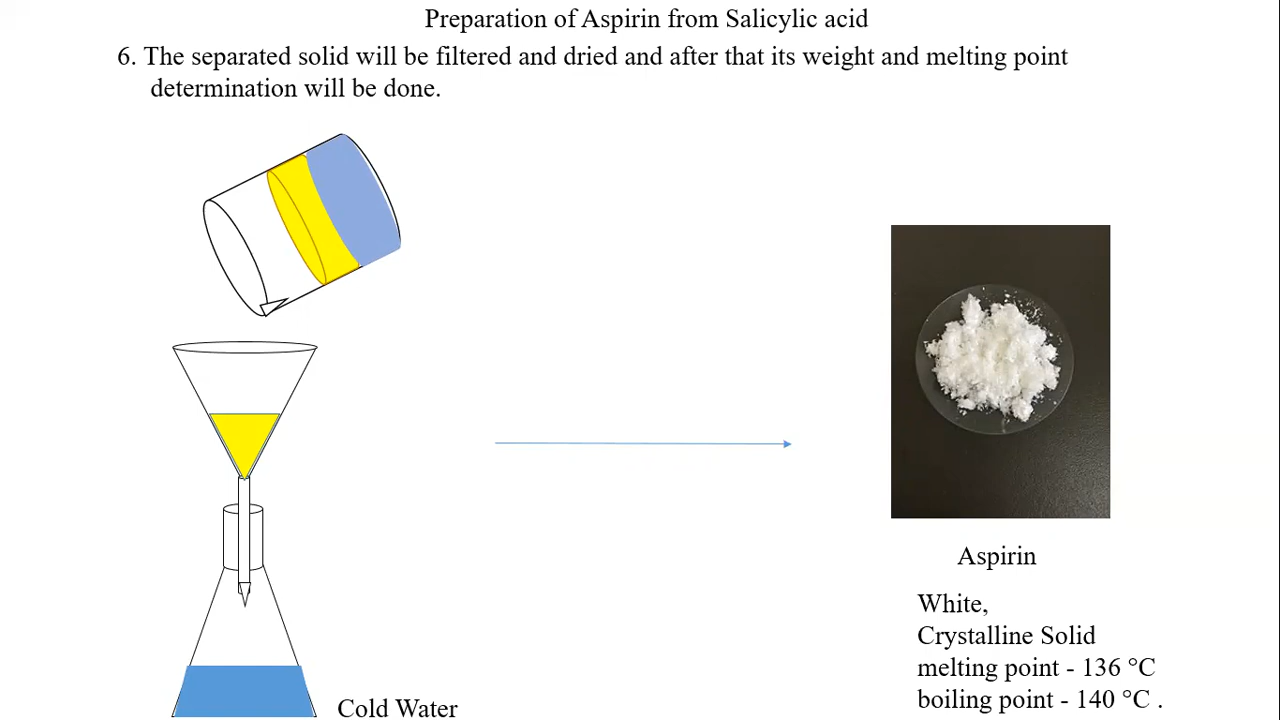 Preparation of Aspirin from Salicylic acid
6. The separated solid will be filtered and dried and after that its weight and melting point
determination will be done.
Aspirin
White,
Crystalline Solid
melting point - 136 °C
boiling point - 140 °C .
Cold Water